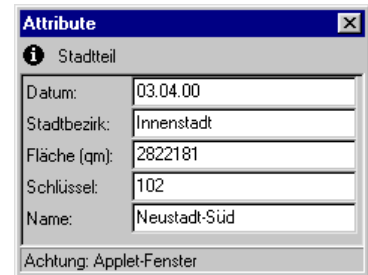 Attribute
Stadtteil
Datum: 03.04.00
Stadtbezirk: Innenstadt
Fläche (qm): 2822181
Schlüssel: 102
Name: Neustadt-Süd
Achtung: Applet-Fenster